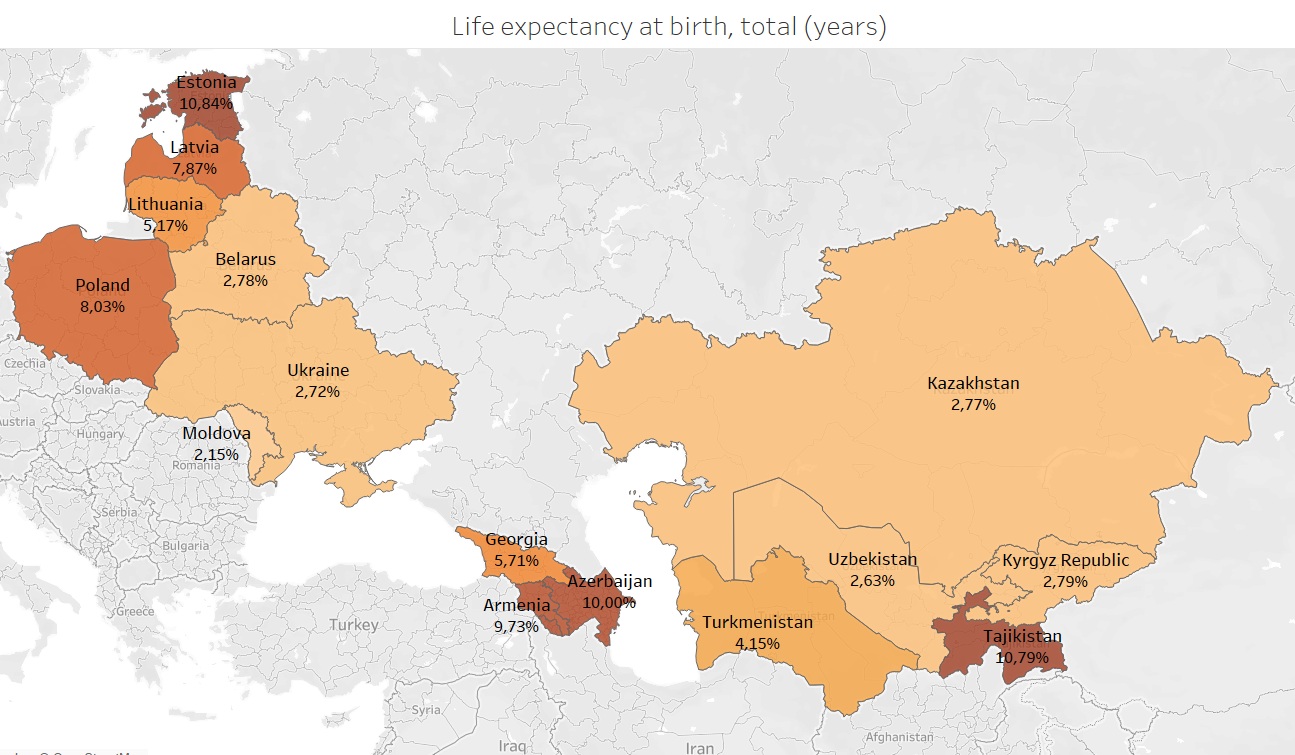 Life expectancy at birth, total (years)
Estonia
10,84%
Latvia
7,87%
Lithuania
5,17%
Belarus
2,78%
Poland
8,03%
Ukraine
2,72%
Czechia
Slovakia
Austria
Hungary
Moldova
2,15%
Romania
Serbia
Bulgaria
Greece
Turkey
Kazakhstan
2,77%
Georgia
5,71%
Azerbaijan
10,00%
Armenia
9,73%
Uzbekistan
2,63%
Kyrgyz Republic
2,79%
Turkmenistan
4,15%
Tajikistan
10,79%
Syria
Iraq
Iran
Afghanistan